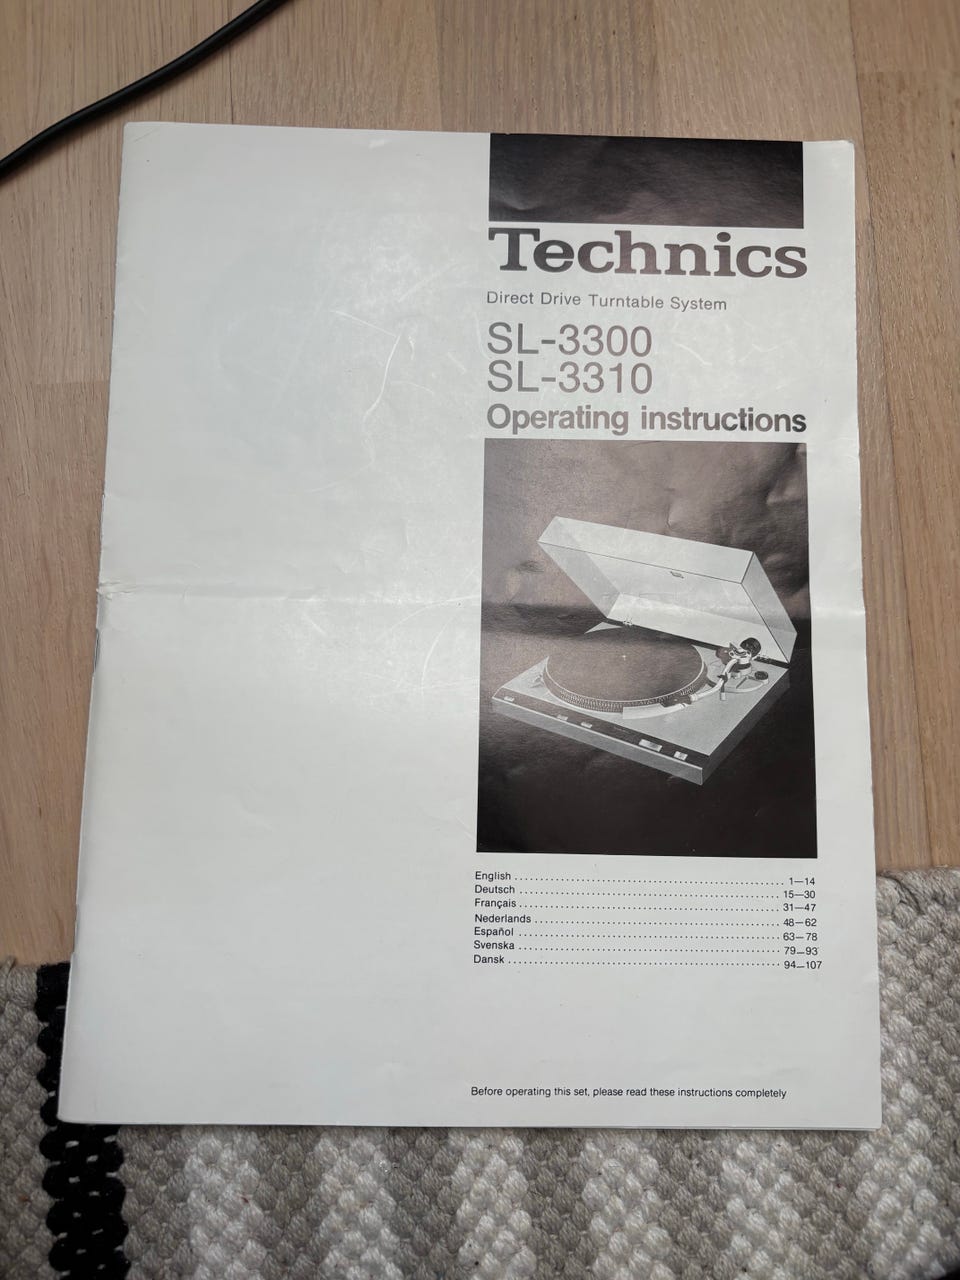 Technics
Direct Drive Turntable System
SL-3300
SL-3310
Operating instructions
English ........................................ 1—14
Deutsch ........................................ 15—30
Français ........................................ 31—47
Nederlands ........................................ 48—62
Español ........................................ 63—78
Svenska ........................................ 79—93
Dansk ........................................ 94—107
Before operating this set, please read these instructions completely